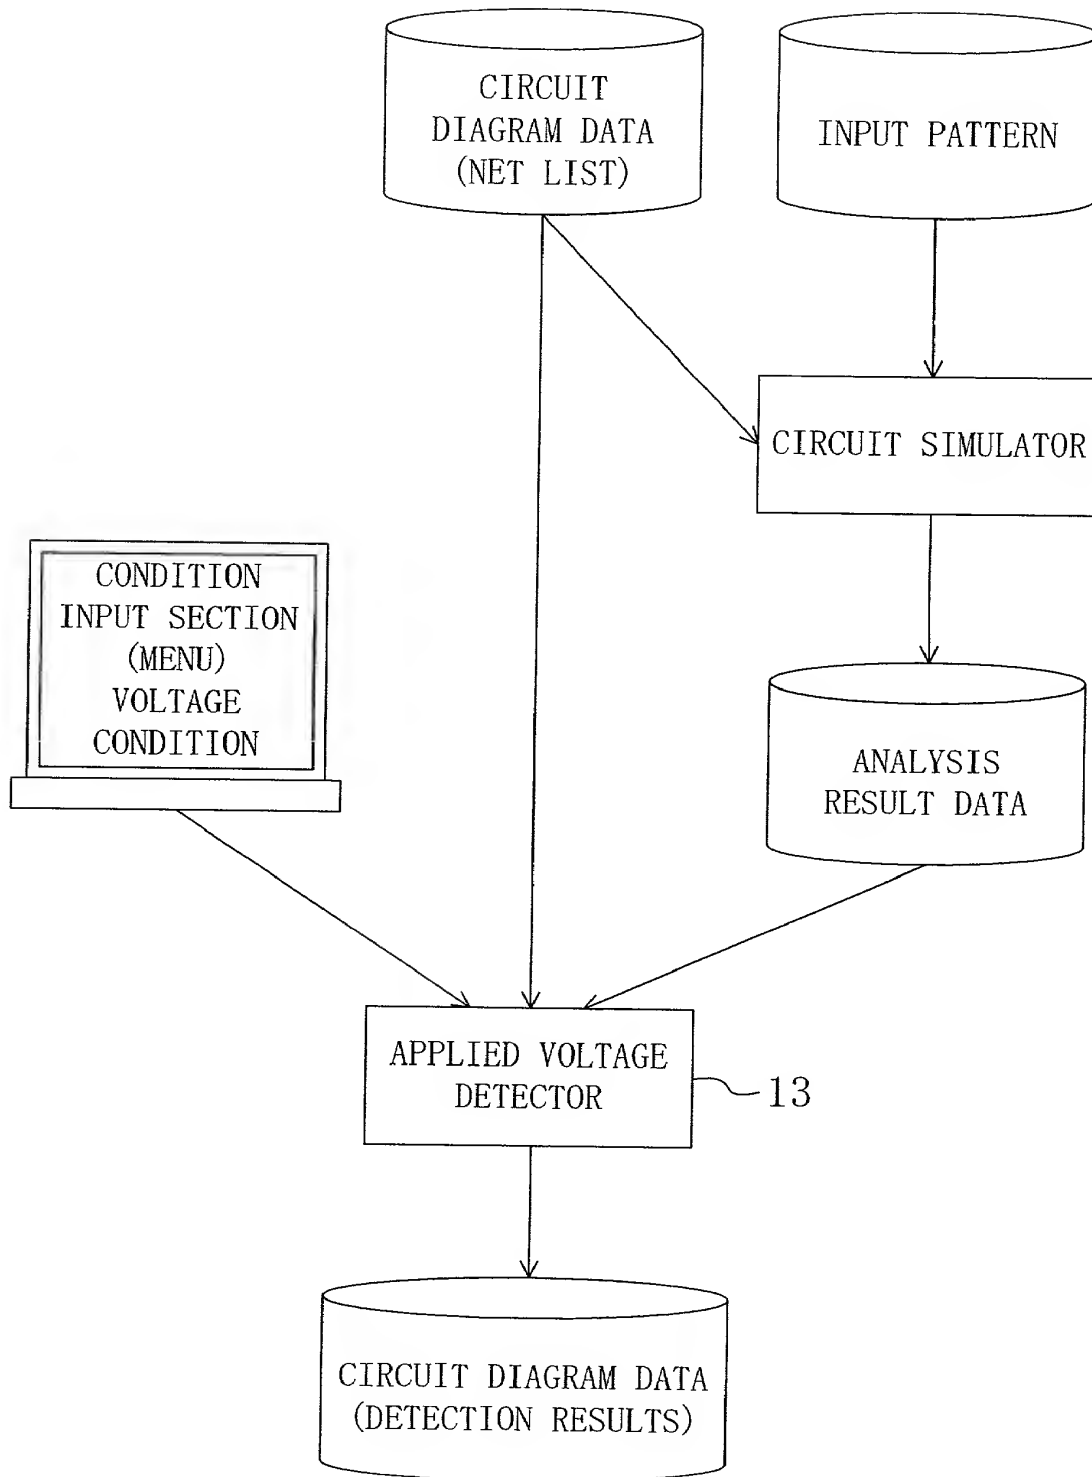 CIRCUIT
DIAGRAM DATA
(NET LIST)
INPUT PATTERN
CIRCUIT SIMULATOR
CONDITION
INPUT SECTION
(MENU)
VOLTAGE
CONDITION
ANALYSIS
RESULT DATA
APPLIED VOLTAGE
DETECTOR
13
CIRCUIT DIAGRAM DATA
(DETECTION RESULTS)